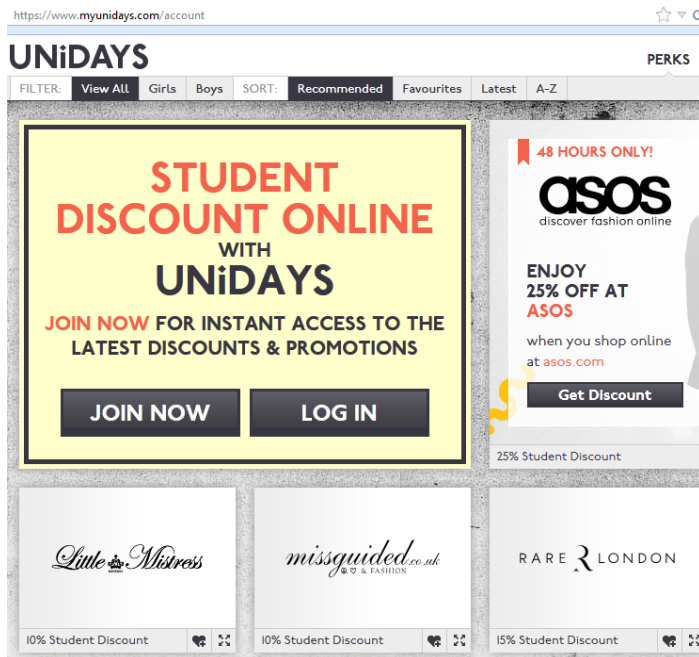 https://www.myunidays.com/account
UNiDAYS
PERKS
FILTER: View All Girls Boys SORT: Recommended Favourites Latest A-Z
STUDENT
DISCOUNT ONLINE
WITH
UNiDAYS
JOIN NOW FOR INSTANT ACCESS TO THE
LATEST DISCOUNTS & PROMOTIONS
JOIN NOW LOG IN
48 HOURS ONLY!
asos
discover fashion online
ENJOY
25% OFF AT
ASOS
when you shop online
at asos.com
Get Discount
25% Student Discount
Little Mistress
LONDON
10% Student Discount
missguided.co.uk
& FASHION
10% Student Discount
RARE R LONDON
15% Student Discount